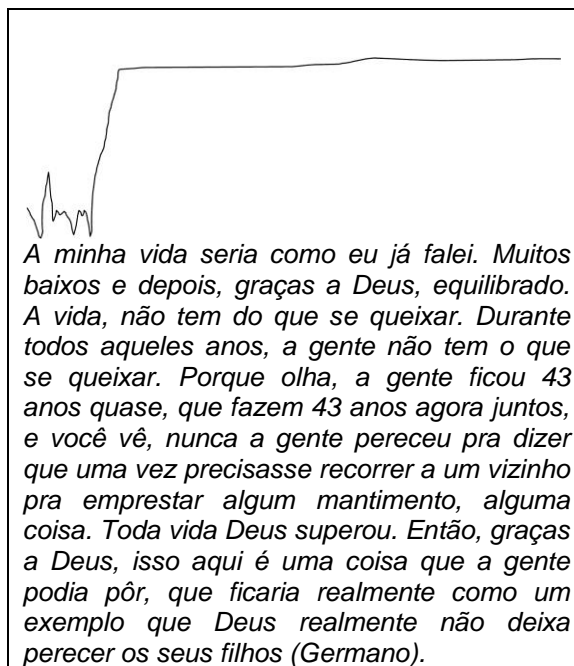 A minha vida seria como eu já falei. Muitos
baixos e depois, graças a Deus, equilibrado.
A vida, não tem do que se queixar. Durante
todos aqueles anos, a gente não tem o que
se queixar. Porque olha, a gente ficou 43
anos quase, que fazem 43 anos agora juntos,
e você vê, nunca a gente pereceu pra dizer
que uma vez precisasse recorrer a um vizinho
pra emprestar algum mantimento, alguma
coisa. Toda vida Deus superou. Então, graças
a Deus, isso aqui é uma coisa que a gente
podia pôr, que ficaria realmente como um
exemplo que Deus realmente não deixa
perecer os seus filhos (Germano).